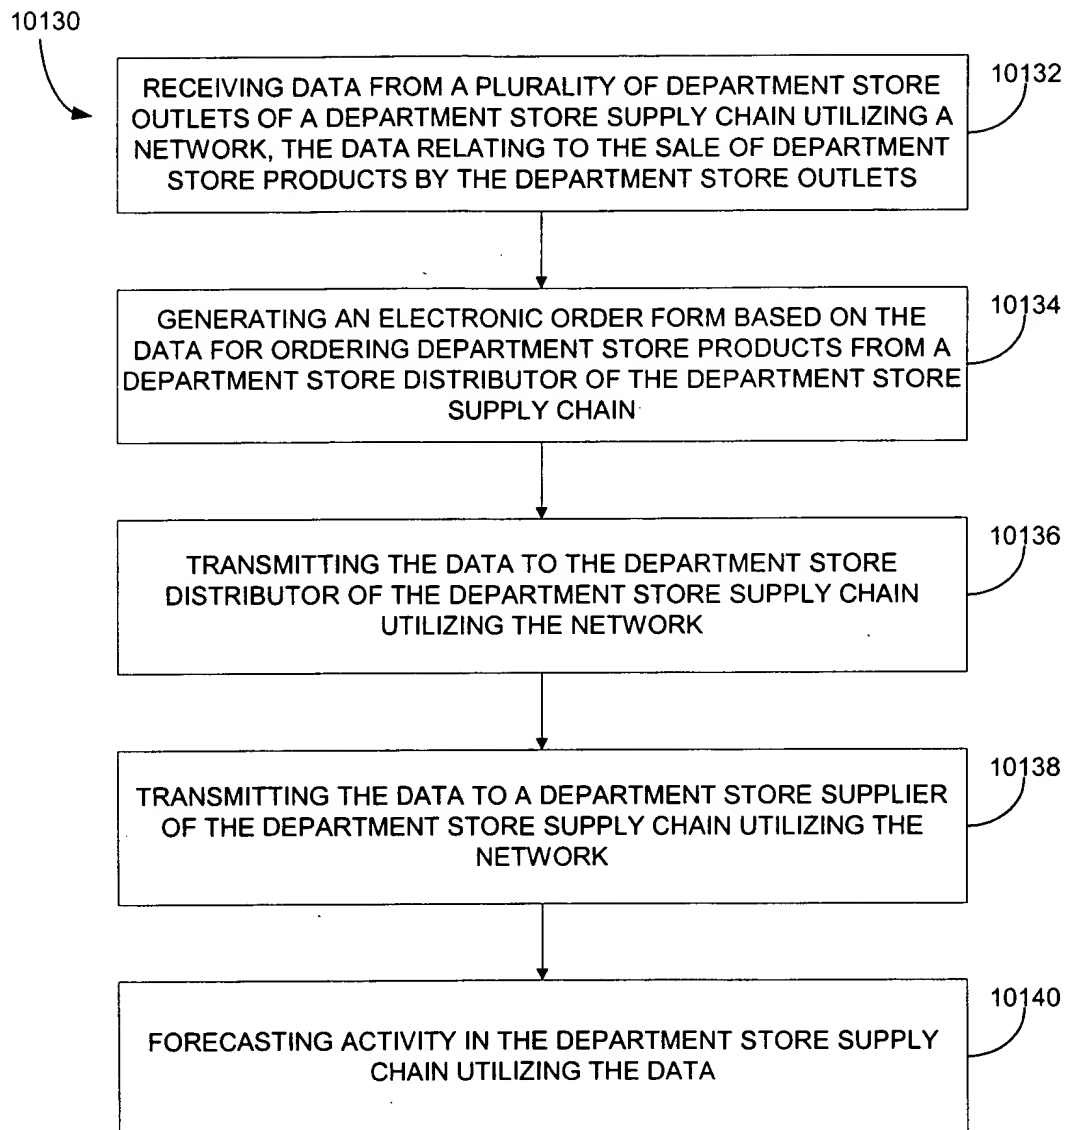 10130
RECEIVING DATA FROM A PLURALITY OF DEPARTMENT STORE
OUTLETS OF A DEPARTMENT STORE SUPPLY CHAIN UTILIZING A
NETWORK, THE DATA RELATING TO THE SALE OF DEPARTMENT
STORE PRODUCTS BY THE DEPARTMENT STORE OUTLETS
10132
GENERATING AN ELECTRONIC ORDER FORM BASED ON THE
DATA FOR ORDERING DEPARTMENT STORE PRODUCTS FROM A
DEPARTMENT STORE DISTRIBUTOR OF THE DEPARTMENT STORE
SUPPLY CHAIN
10134
TRANSMITTING THE DATA TO THE DEPARTMENT STORE
DISTRIBUTOR OF THE DEPARTMENT STORE SUPPLY CHAIN
UTILIZING THE NETWORK
10136
TRANSMITTING THE DATA TO A DEPARTMENT STORE SUPPLIER
OF THE DEPARTMENT STORE SUPPLY CHAIN UTILIZING THE
NETWORK
10138
FORECASTING ACTIVITY IN THE DEPARTMENT STORE SUPPLY
CHAIN UTILIZING THE DATA
10140